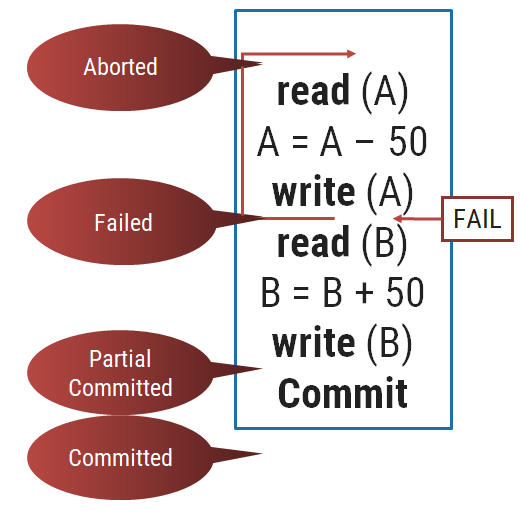 Aborted
read (A)
A = A – 50
write (A)
Failed
FAIL
read (B)
B = B + 50
write (B)
Partial
Committed
Commit
Committed